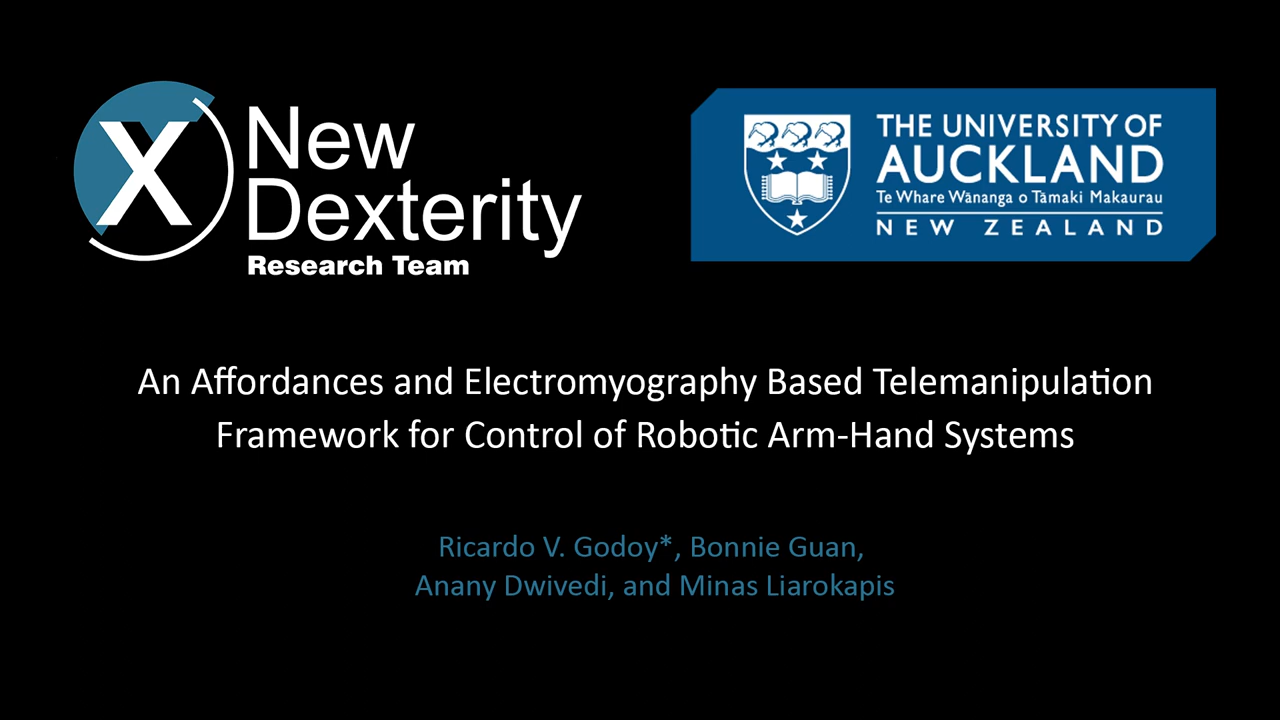 X
New
Dexterity
Research Team
THE UNIVERSITY OF
AUCKLAND
Te Whare Wānanga o Tāmaki Makaurau
NEW ZEALAND
An Affordances and Electromyography Based Telemanipulation
Framework for Control of Robotic Arm-Hand Systems
Ricardo V. Godoy*, Bonnie Guan,
Anany Dwivedi, and Minas Liarokapis